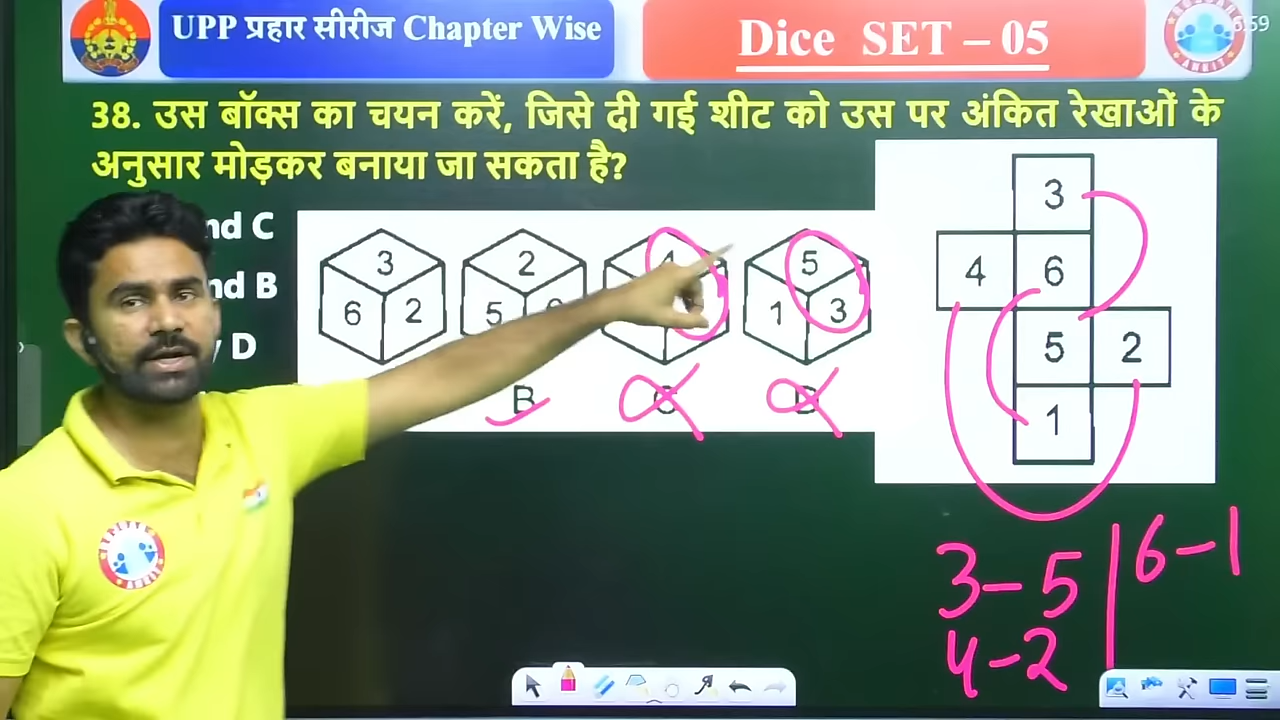 UPP प्रहार सीरीज Chapter Wise
Dice SET – 05
6:59
38. उस बॉक्स का चयन करें, जिसे दी गई शीट को उस पर अंकित रेखाओं के
अनुसार मोड़कर बनाया जा सकता है?
nd C
nd B
D
3
6 2
2
5
5
1 3
B
C
D
3
4 6
5 2
1
3-5 | 6-1
4-2